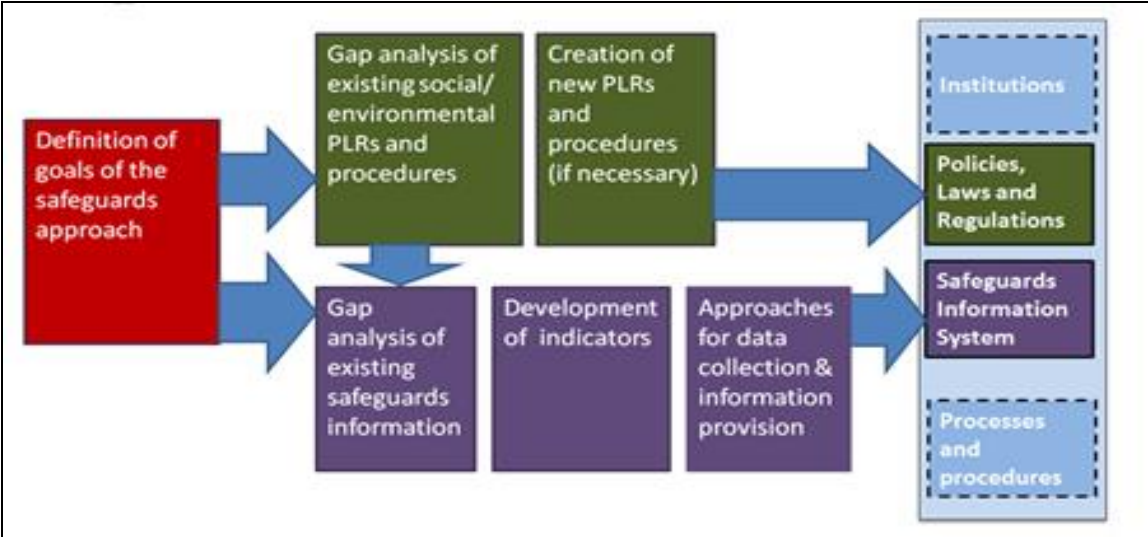 Definition of
goals of the
safeguards
approach
Gap analysis of
existing social/
environmental
PLRs and
procedures
Creation of
new PLRs
and
procedures
(if necessary)
Gap
analysis of
existing
safeguards
information
Development
of indicators
Approaches
for data
collection &
information
provision
Institutions
Policies,
Laws and
Regulations
Safeguards
Information
System
Processes
and
procedures